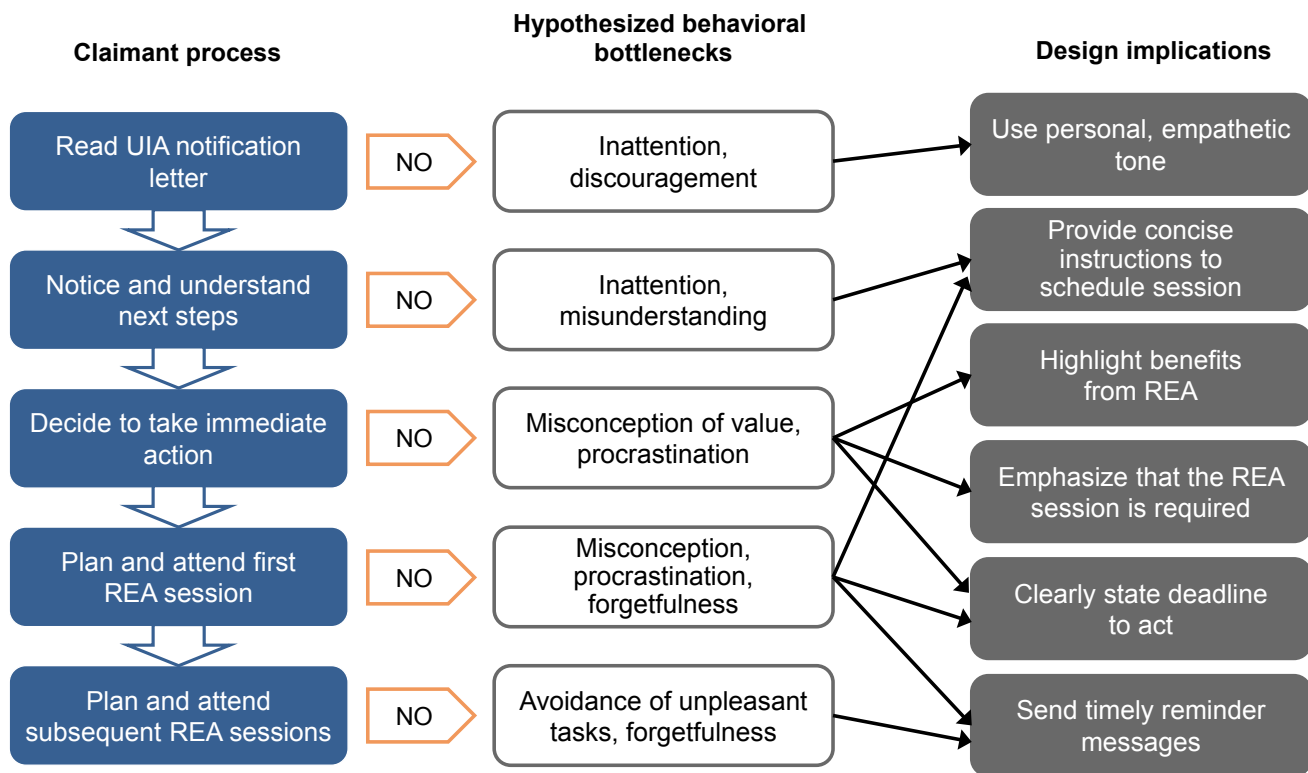 Claimant process
Hypothesized behavioral
bottlenecks
Design implications
Read UIA notification
letter
NO
Inattention,
discouragement
Use personal, empathetic
tone
Notice and understand
next steps
NO
Inattention,
misunderstanding
Provide concise
instructions to
schedule session
Highlight benefits
from REA
Decide to take immediate
action
NO
Misconception of value,
procrastination
Emphasize that the REA
session is required
Plan and attend first
REA session
NO
Misconception,
procrastination,
forgetfulness
Clearly state deadline
to act
Plan and attend
subsequent REA sessions
NO
Avoidance of unpleasant
tasks, forgetfulness
Send timely reminder
messages